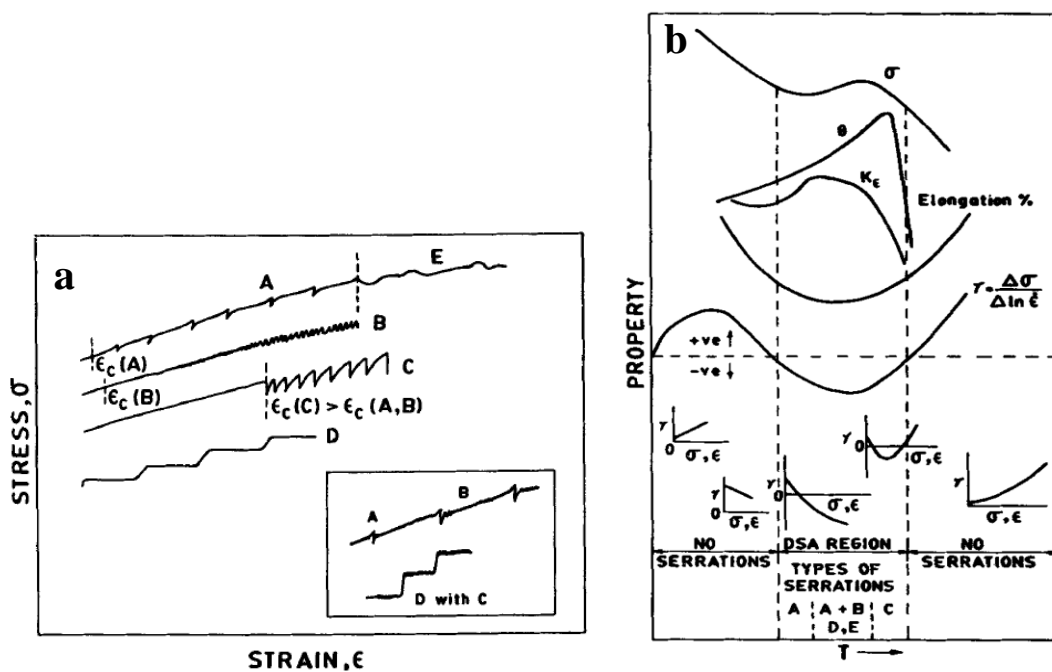 a
A
E
B
C
D
ϵc(A)
ϵc(B)
ϵc(C) > ϵc(A,B)
A
B
D with C
STRESS,σ
STRAIN,ϵ
b
σ
θ
Kε
Elongation %
γ=Δσ/Δln ε̇
+ve ↑
-ve ↓
PROPERTY
γ
0
σ,ϵ
γ
0
σ,ϵ
γ
0
σ,ϵ
γ
0
σ,ϵ
γ
σ,ϵ
NO SERRATIONS
DSA REGION
NO SERRATIONS
TYPES OF
SERRATIONS
A
A + B
C
D,E
T →